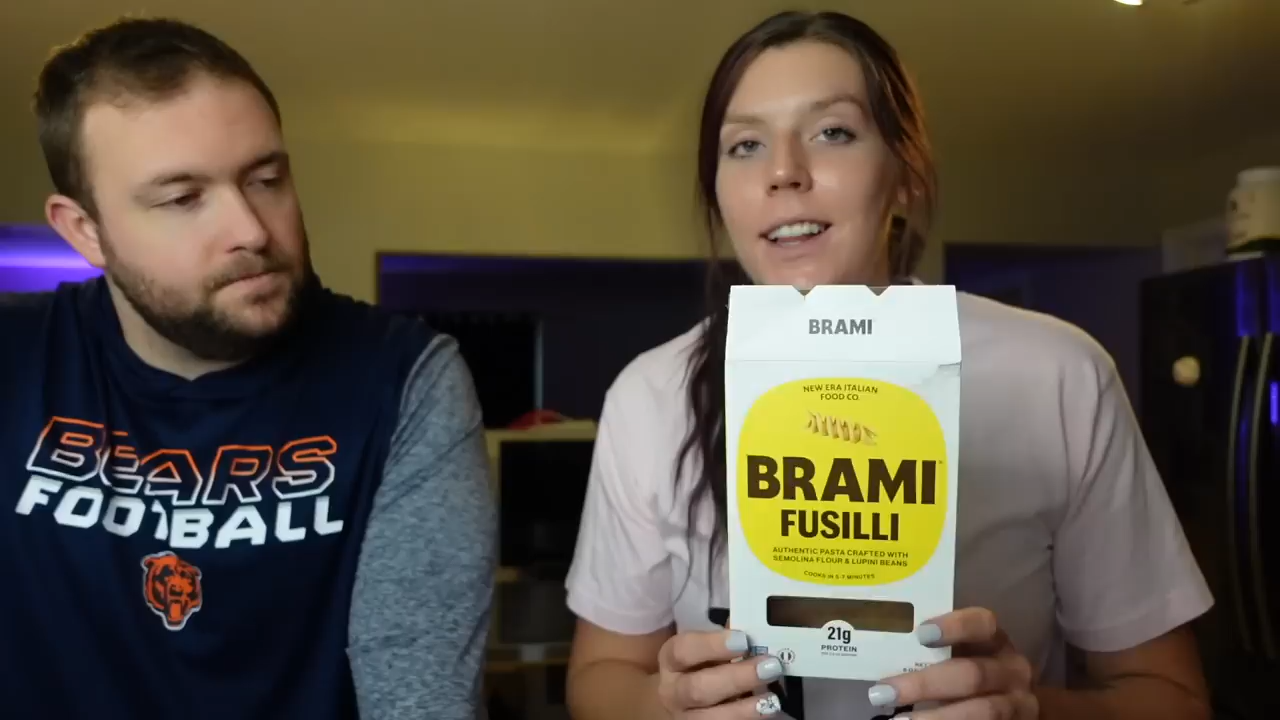 BEARS
FOOTBALL
BRAMI
NEW ERA ITALIAN
FOOD CO.
BRAMI
FUSILLI
AUTHENTIC PASTA CRAFTED WITH
SEMOLINA FLOUR & LUPINI BEANS
COOKS IN 5-7 MINUTES
21g
PROTEIN